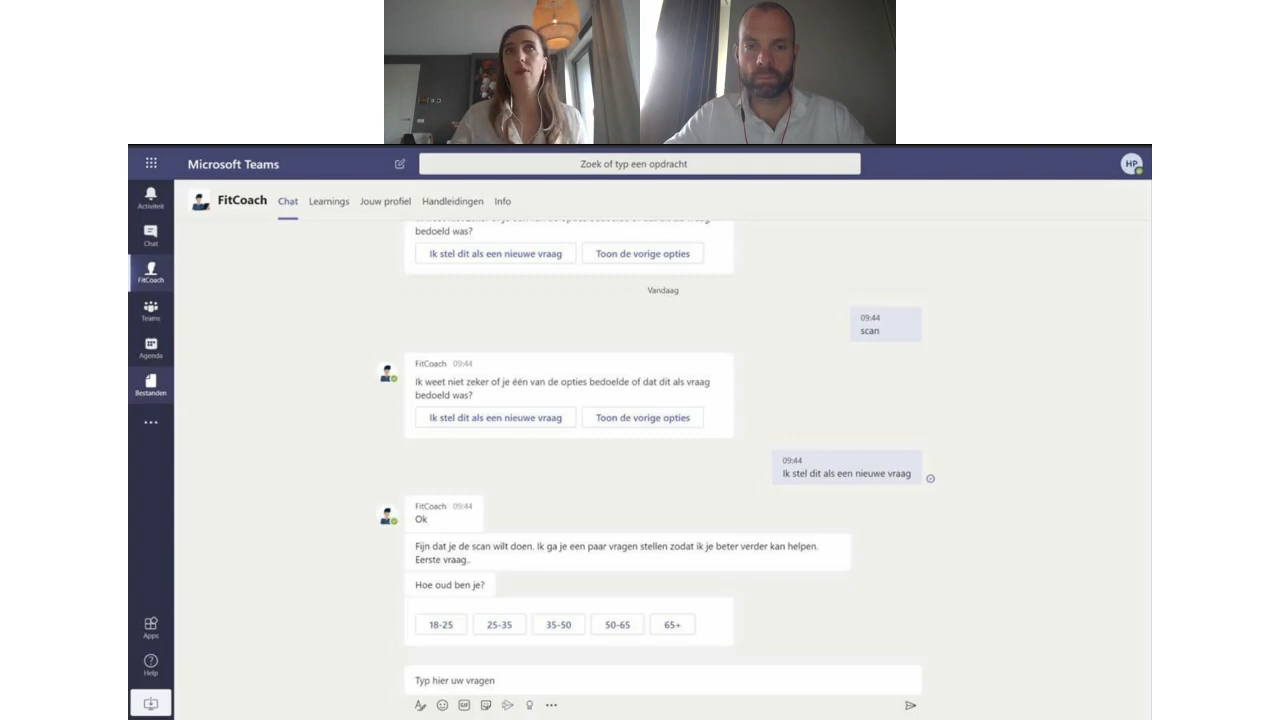 Microsoft Teams
Zoek of typ een opdracht
HP
Activiteit
Chat
FitCoach
Teams
Agenda
Bestanden
Apps
Help
FitCoach
Chat
Learnings
Jouw profiel
Handleidingen
Info
bedoeld was?
Ik stel dit als een nieuwe vraag
Toon de vorige opties
Vandaag
09:44
scan
FitCoach 09:44
Ik weet niet zeker of je één van de opties bedoelde of dat dit als vraag
bedoeld was?
Ik stel dit als een nieuwe vraag
Toon de vorige opties
09:44
Ik stel dit als een nieuwe vraag
FitCoach 09:44
Ok
Fijn dat je de scan wilt doen. Ik ga je een paar vragen stellen zodat ik je beter verder kan helpen.
Eerste vraag..
Hoe oud ben je?
18-25
25-35
35-50
50-65
65+
Typ hier uw vragen
GIF